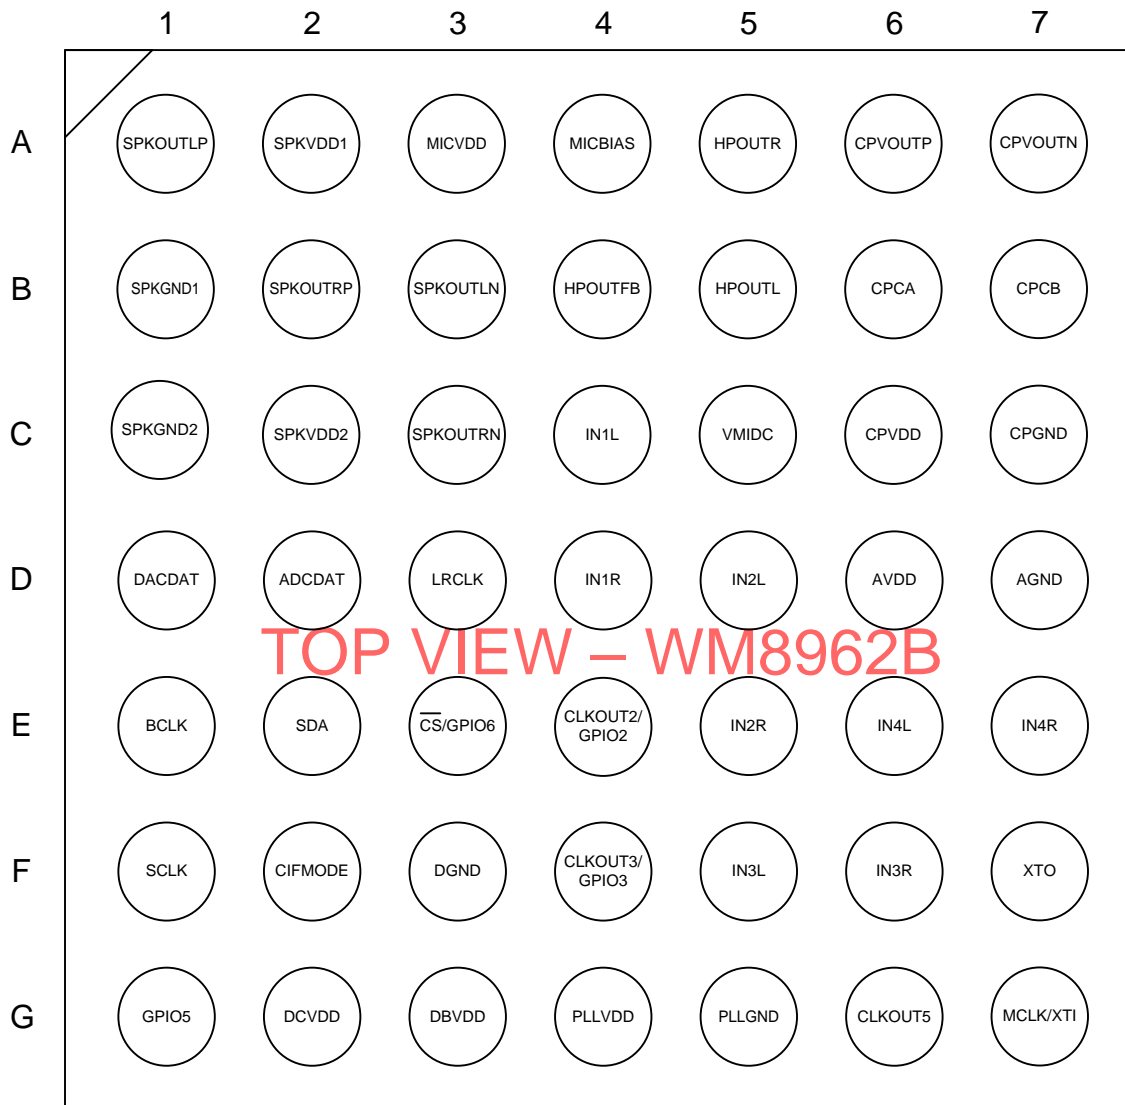 1 2 3 4 5 6 7
A SPKOUTLP SPKVDD1 MICVDD MICBIAS HPOUTR CPVOUTP CPVOUTN
B SPKGND1 SPKOUTRP SPKOUTLN HPOUTFB HPOUTL CPCA CPCB
C SPKGND2 SPKVDD2 SPKOUTRN IN1L VMIDC CPVDD CPGND
D DACDAT ADCDAT LRCLK IN1R IN2L AVDD AGND
TOP VIEW – WM8962B
E BCLK SDA C̅S̅/GPIO6 CLKOUT2/ GPIO2 IN2R IN4L IN4R
F SCLK CIFMODE DGND CLKOUT3/ GPIO3 IN3L IN3R XTO
G GPIO5 DCVDD DBVDD PLLVDD PLLGND CLKOUT5 MCLK/XTI